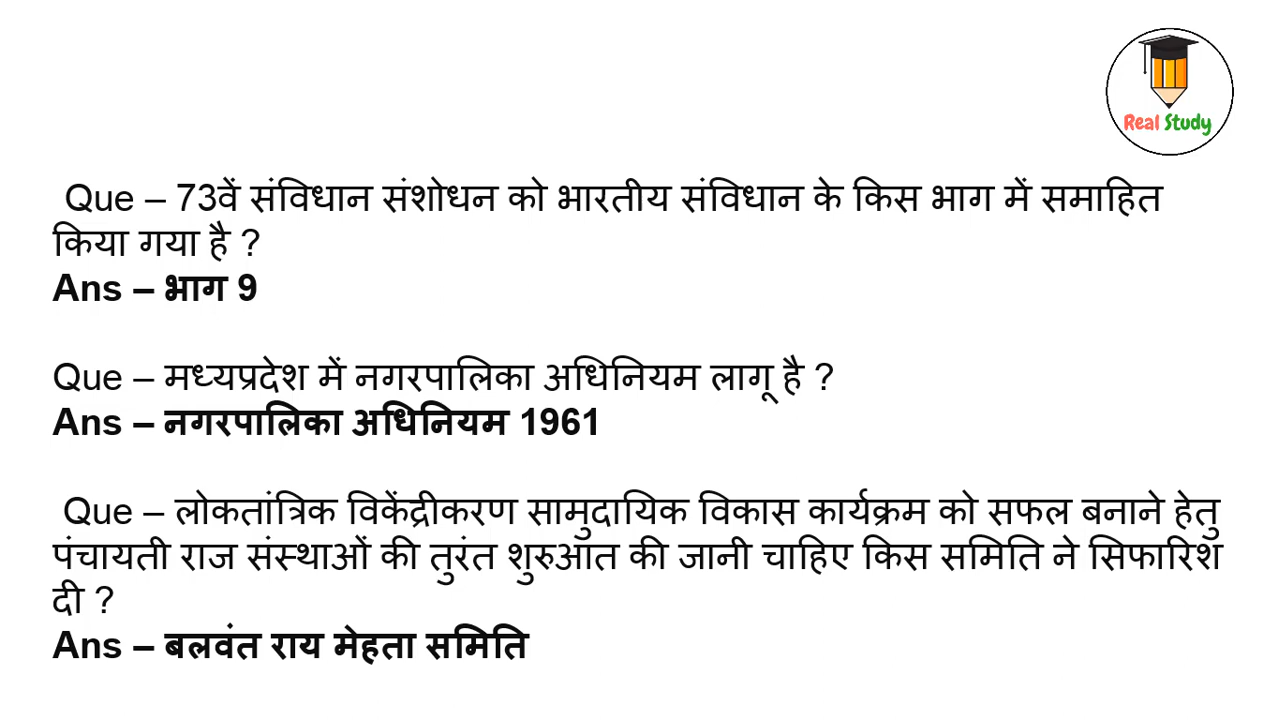 Real Study
Que – 73वें संविधान संशोधन को भारतीय संविधान के किस भाग में समाहित
किया गया है ?
Ans – भाग 9
Que – मध्यप्रदेश में नगरपालिका अधिनियम लागू है ?
Ans – नगरपालिका अधिनियम 1961
Que – लोकतांत्रिक विकेंद्रीकरण सामुदायिक विकास कार्यक्रम को सफल बनाने हेतु
पंचायती राज संस्थाओं की तुरंत शुरुआत की जानी चाहिए किस समिति ने सिफारिश
दी ?
Ans – बलवंत राय मेहता समिति